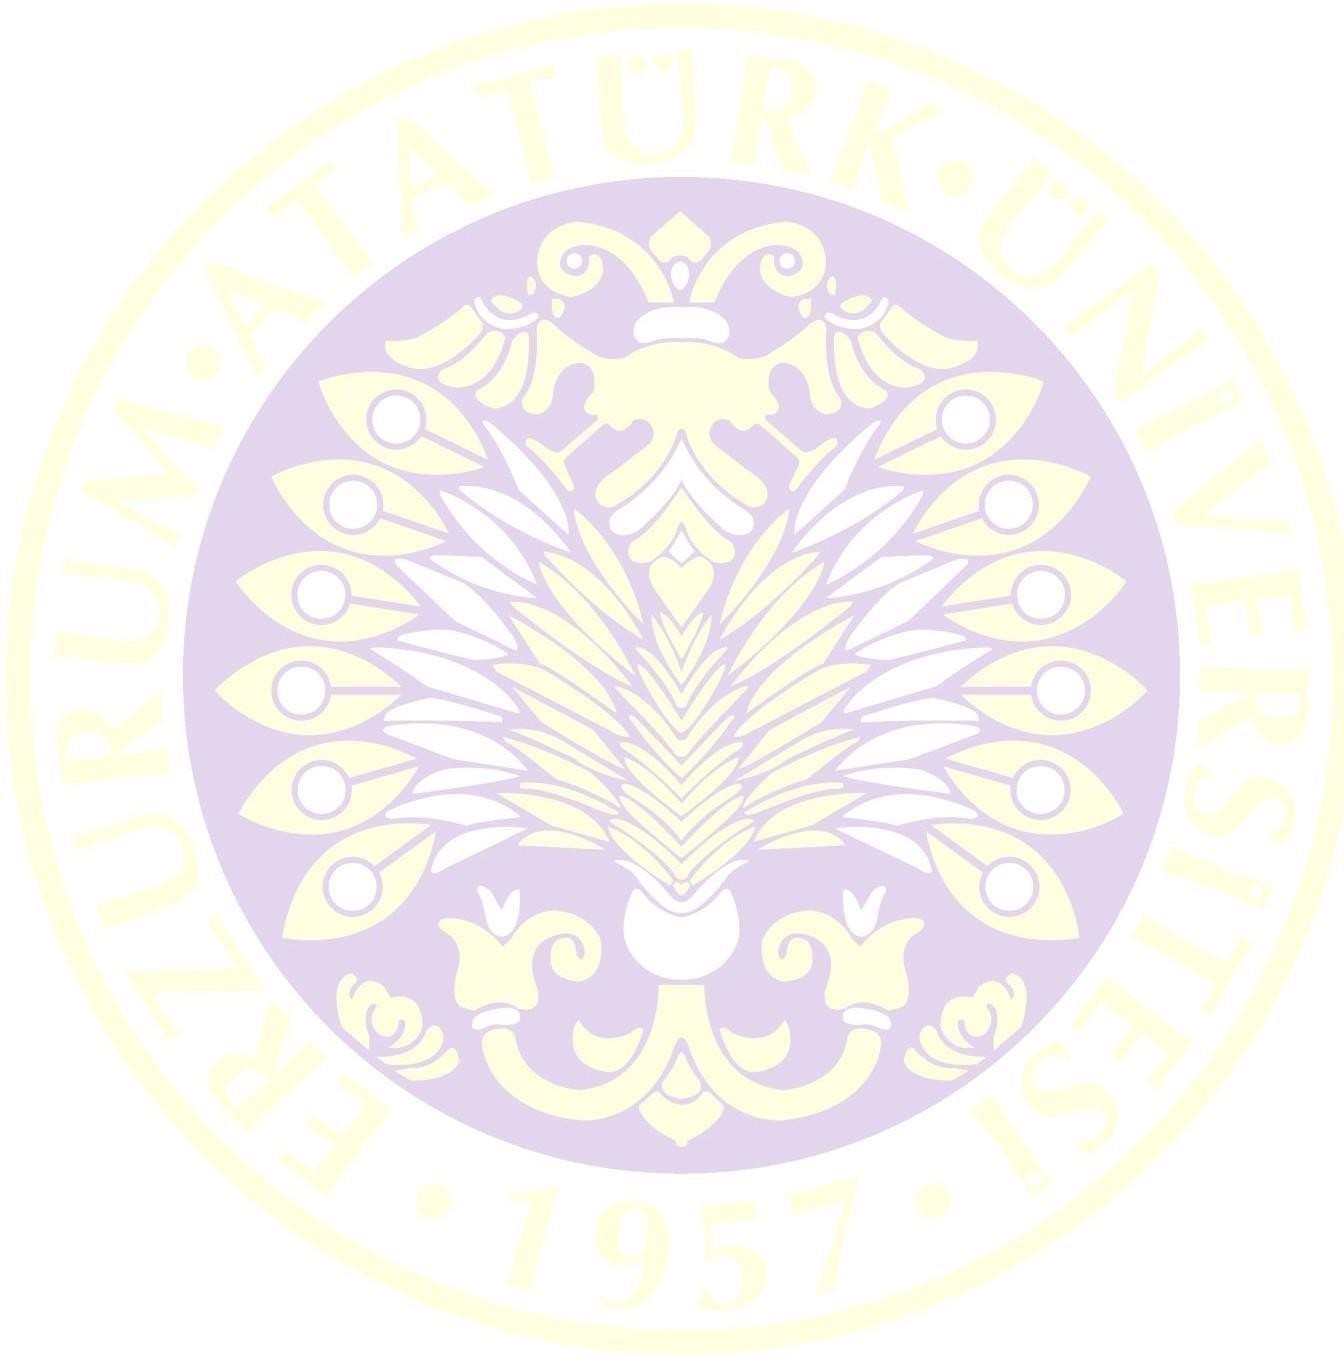 ERZURUM • ATATÜRK • ÜNİVERSİTESİ
• 1957 •